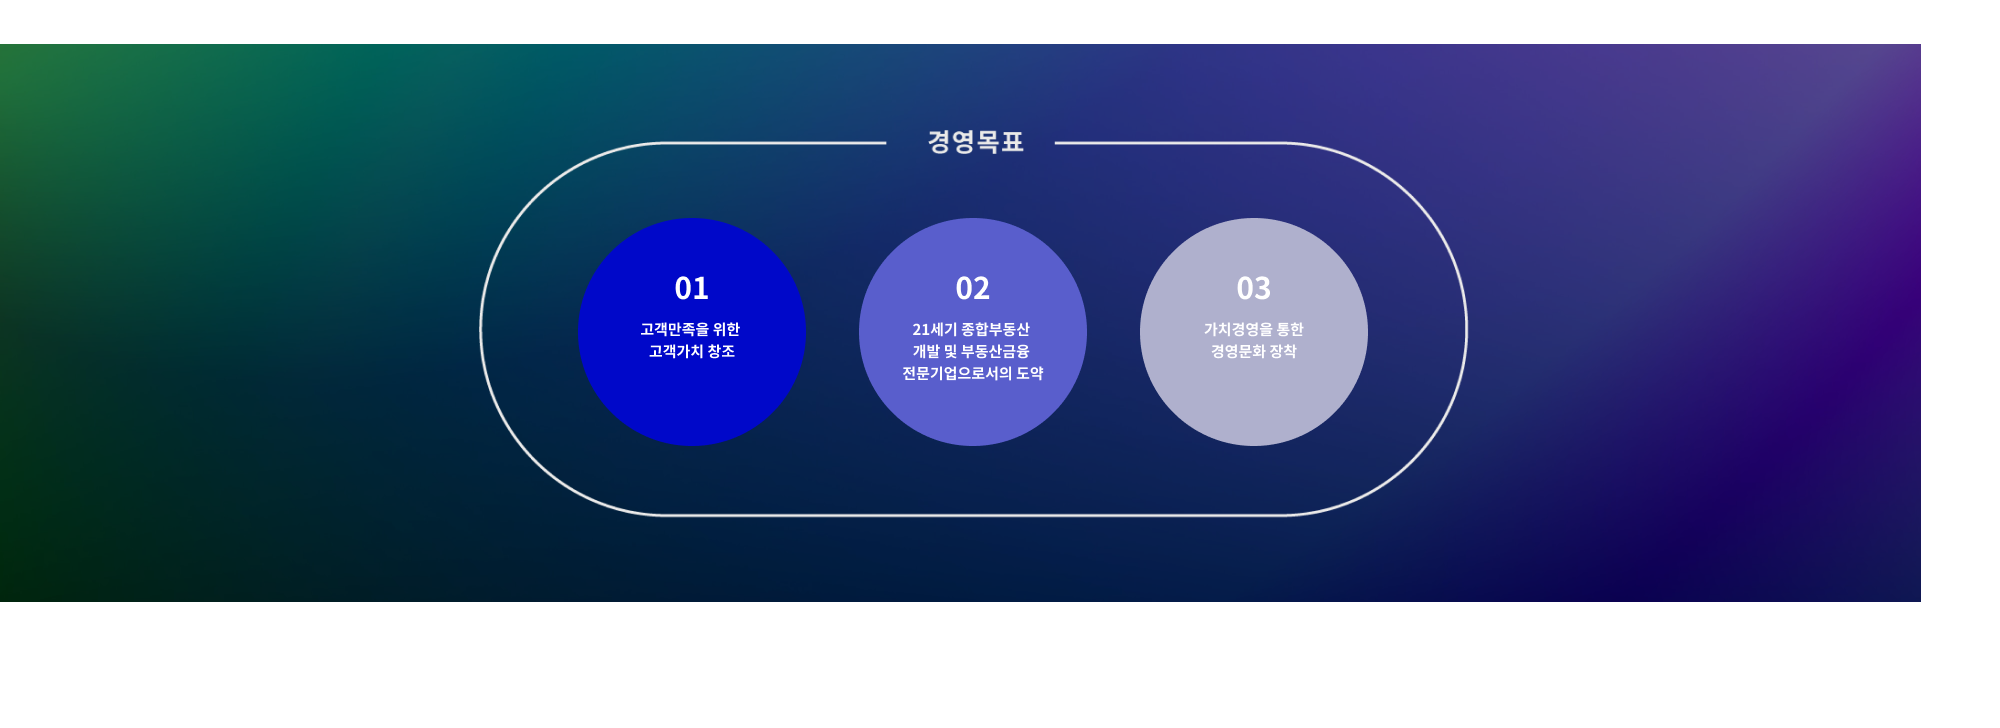 경영목표
01
고객만족을 위한
고객가치 창조
02
21세기 종합부동산
개발 및 부동산금융
전문기업으로서의 도약
03
가치경영을 통한
경영문화 장착